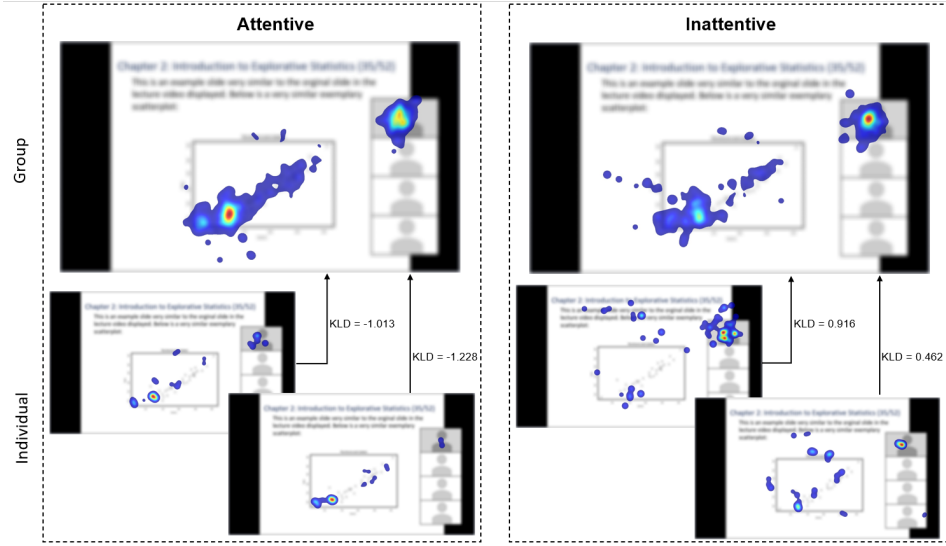 Attentive
Inattentive
Group
Chapter 2: Introduction to Explorative Statistics (35/52)
This is an example slide very similar to the orginal slide in the
lecture video displayed. Below is a very similar exemplary
scatterplot:
Chapter 2: Introduction to Explorative Statistics (35/52)
This is an example slide very similar to the orginal slide in the
lecture video displayed. Below is a very similar exemplary
scatterplot:
Individual
Chapter 2: Introduction to Explorative Statistics (35/52)
This is an example slide very similar to the orginal slide in the
lecture video displayed. Below is a very similar exemplary
scatterplot:
KLD = -1.013
KLD = -1.228
Chapter 2: Introduction to Explorative Statistics (35/52)
This is an example slide very similar to the orginal slide in the
lecture video displayed. Below is a very similar exemplary
scatterplot:
Chapter 2: Introduction to Explorative Statistics (35/52)
This is an example slide very similar to the orginal slide in the
lecture video displayed. Below is a very similar exemplary
scatterplot:
KLD = 0.916
KLD = 0.462
Chapter 2: Introduction to Explorative Statistics (35/52)
This is an example slide very similar to the orginal slide in the
lecture video displayed. Below is a very similar exemplary
scatterplot: